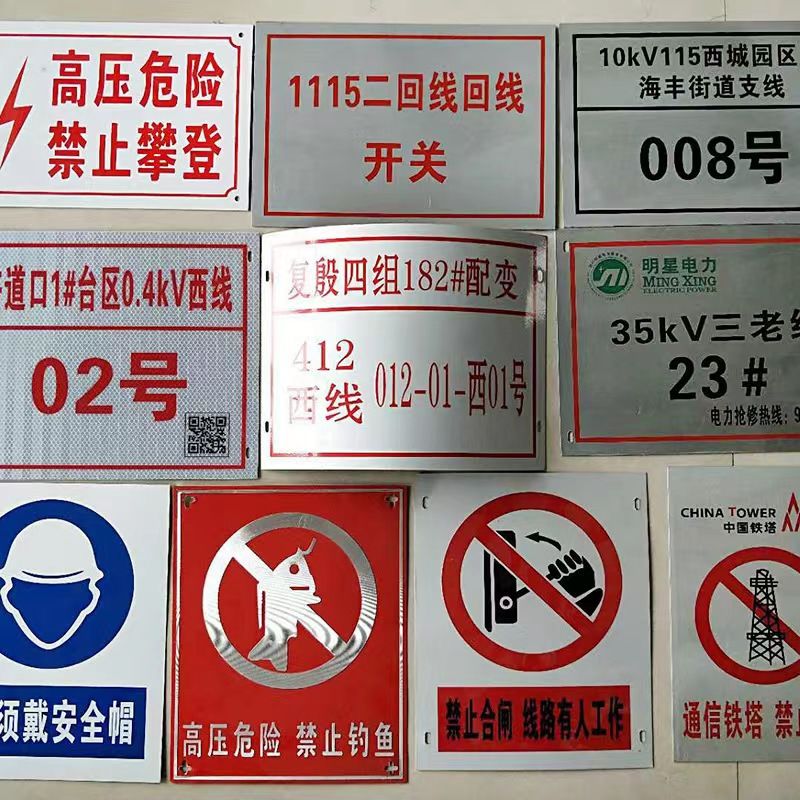 高压危险
禁止攀登
1115二回线回线
开关
10kV115西城园区
海丰街道支线
008号
道口1#台区0.4kV西线
02号
复殷四组182#配变
412
西线
012-01-西01号
明星电力
MING XING
ELECTRIC POWER
35kV三老线
23#
电力抢修热线：9
须戴安全帽
高压危险 禁止钓鱼
禁止合闸 线路有人工作
CHINA TOWER
中国铁塔
通信铁塔 禁止